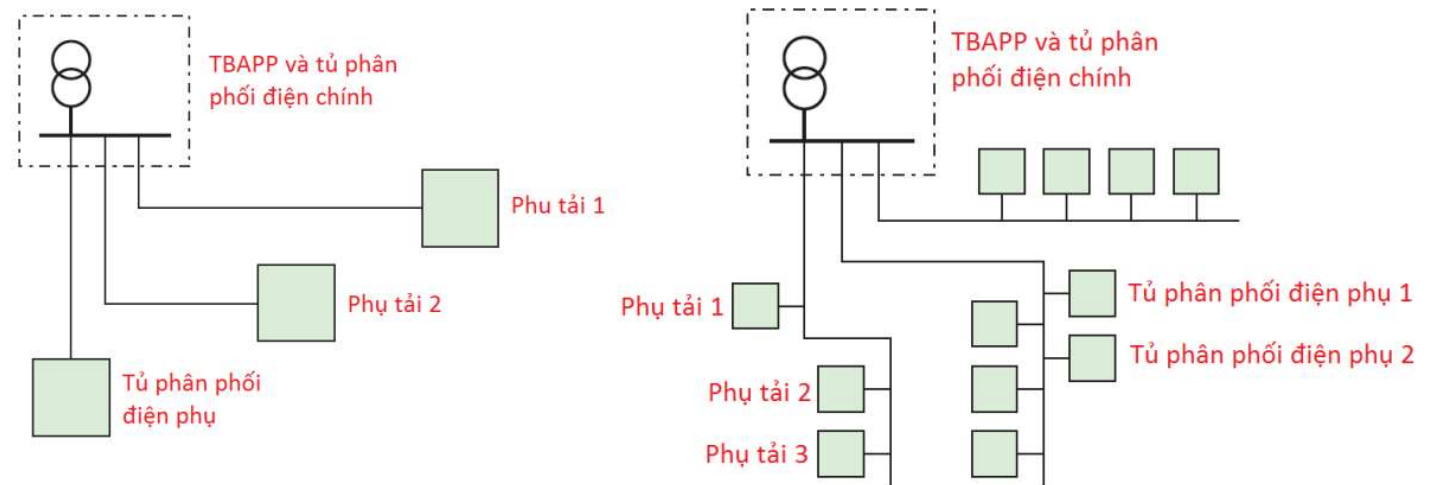 TBAPP và tủ phân
phối điện chính
Phu tải 1
Phụ tải 2
Tủ phân phối
điện phụ
TBAPP và tủ phân
phối điện chính
Phụ tải 1
Tủ phân phối điện phụ 1
Tủ phân phối điện phụ 2
Phụ tải 2
Phụ tải 3